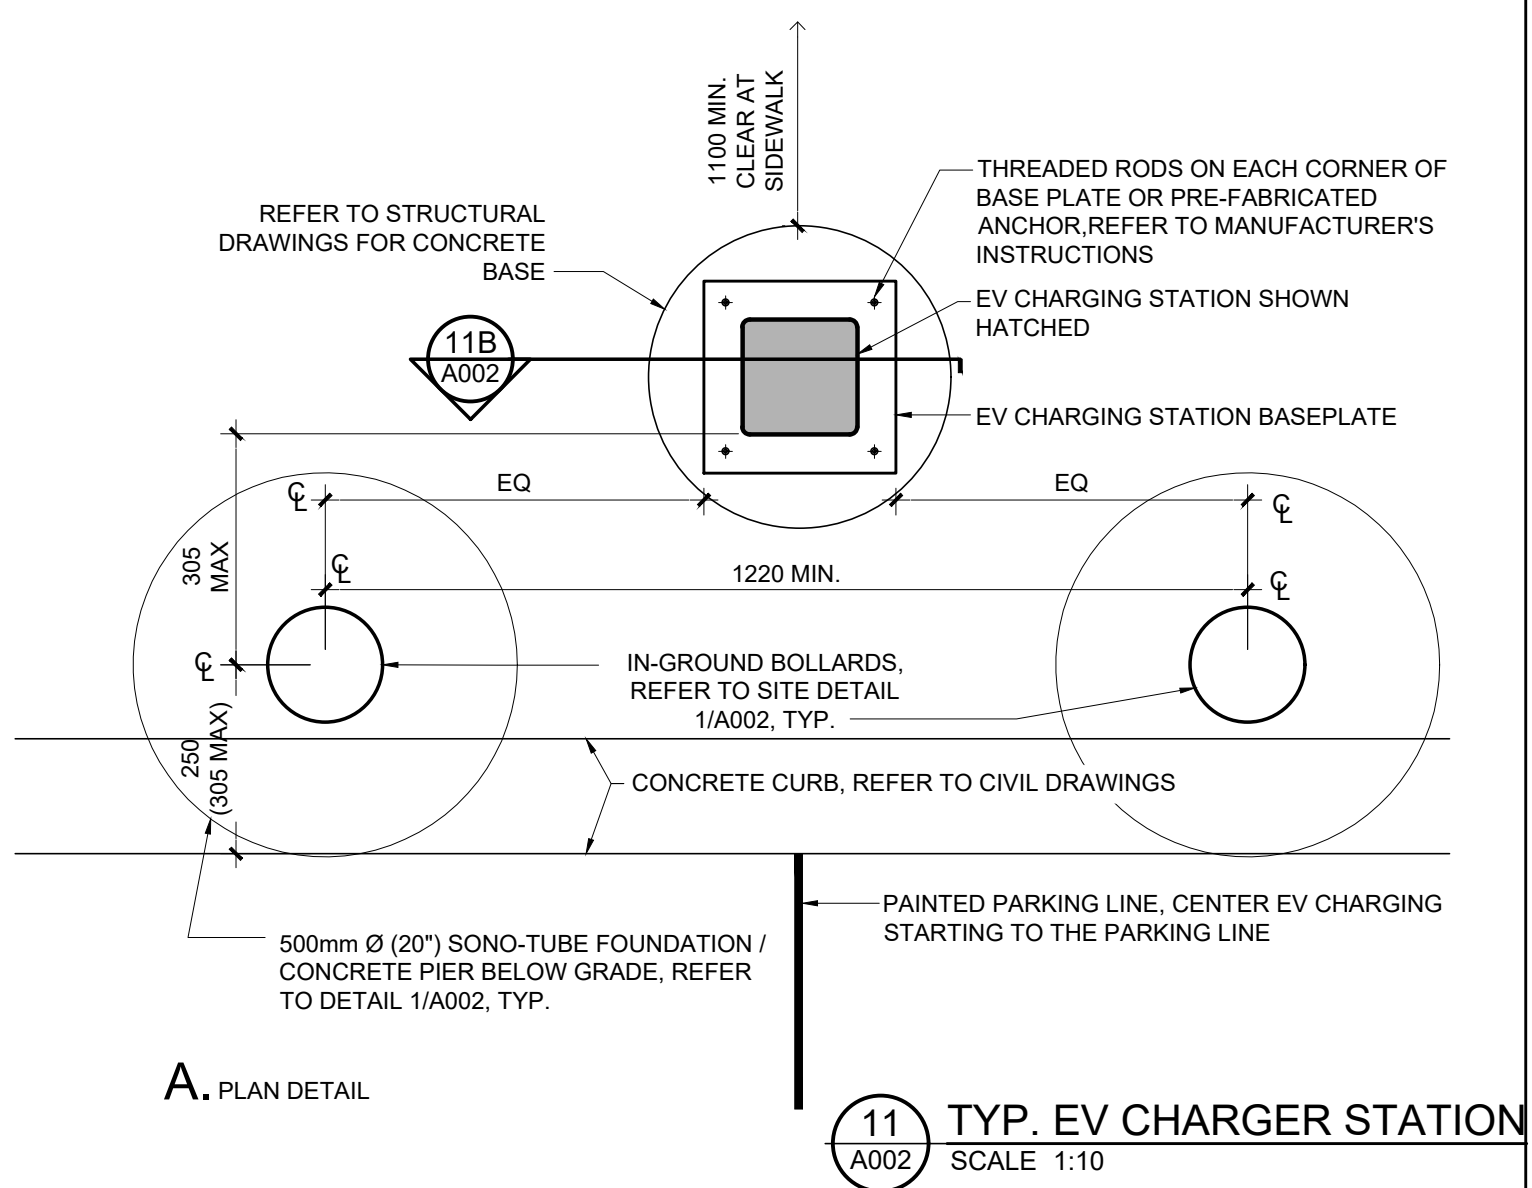 1100 MIN.
CLEAR AT
SIDEWALK
REFER TO STRUCTURAL
DRAWINGS FOR CONCRETE
BASE
THREADED RODS ON EACH CORNER OF
BASE PLATE OR PRE-FABRICATED
ANCHOR,REFER TO MANUFACTURER'S
INSTRUCTIONS
EV CHARGING STATION SHOWN
HATCHED
11B
A002
EV CHARGING STATION BASEPLATE
℄
EQ
EQ
℄
305
MAX
℄
1220 MIN.
℄
℄
IN-GROUND BOLLARDS,
REFER TO SITE DETAIL
1/A002, TYP.
250
(305 MAX)
CONCRETE CURB, REFER TO CIVIL DRAWINGS
PAINTED PARKING LINE, CENTER EV CHARGING
STARTING TO THE PARKING LINE
500mm Ø (20") SONO-TUBE FOUNDATION /
CONCRETE PIER BELOW GRADE, REFER
TO DETAIL 1/A002, TYP.
A. PLAN DETAIL
11
A002
TYP. EV CHARGER STATION
SCALE 1:10